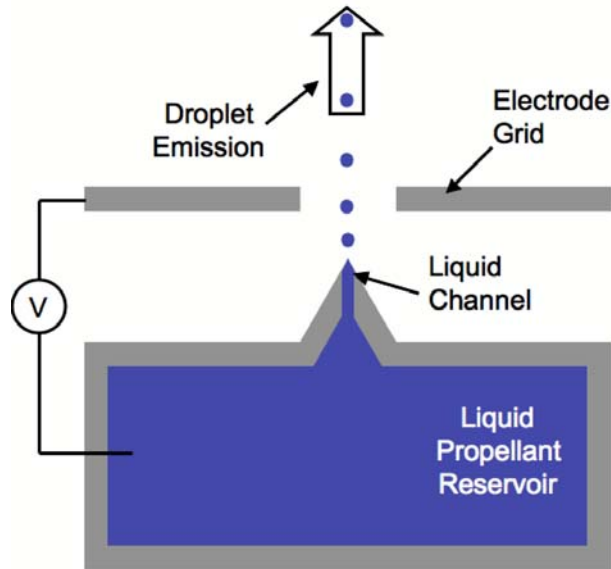 Droplet
Emission
Electrode
Grid
V
Liquid
Channel
Liquid
Propellant
Reservoir